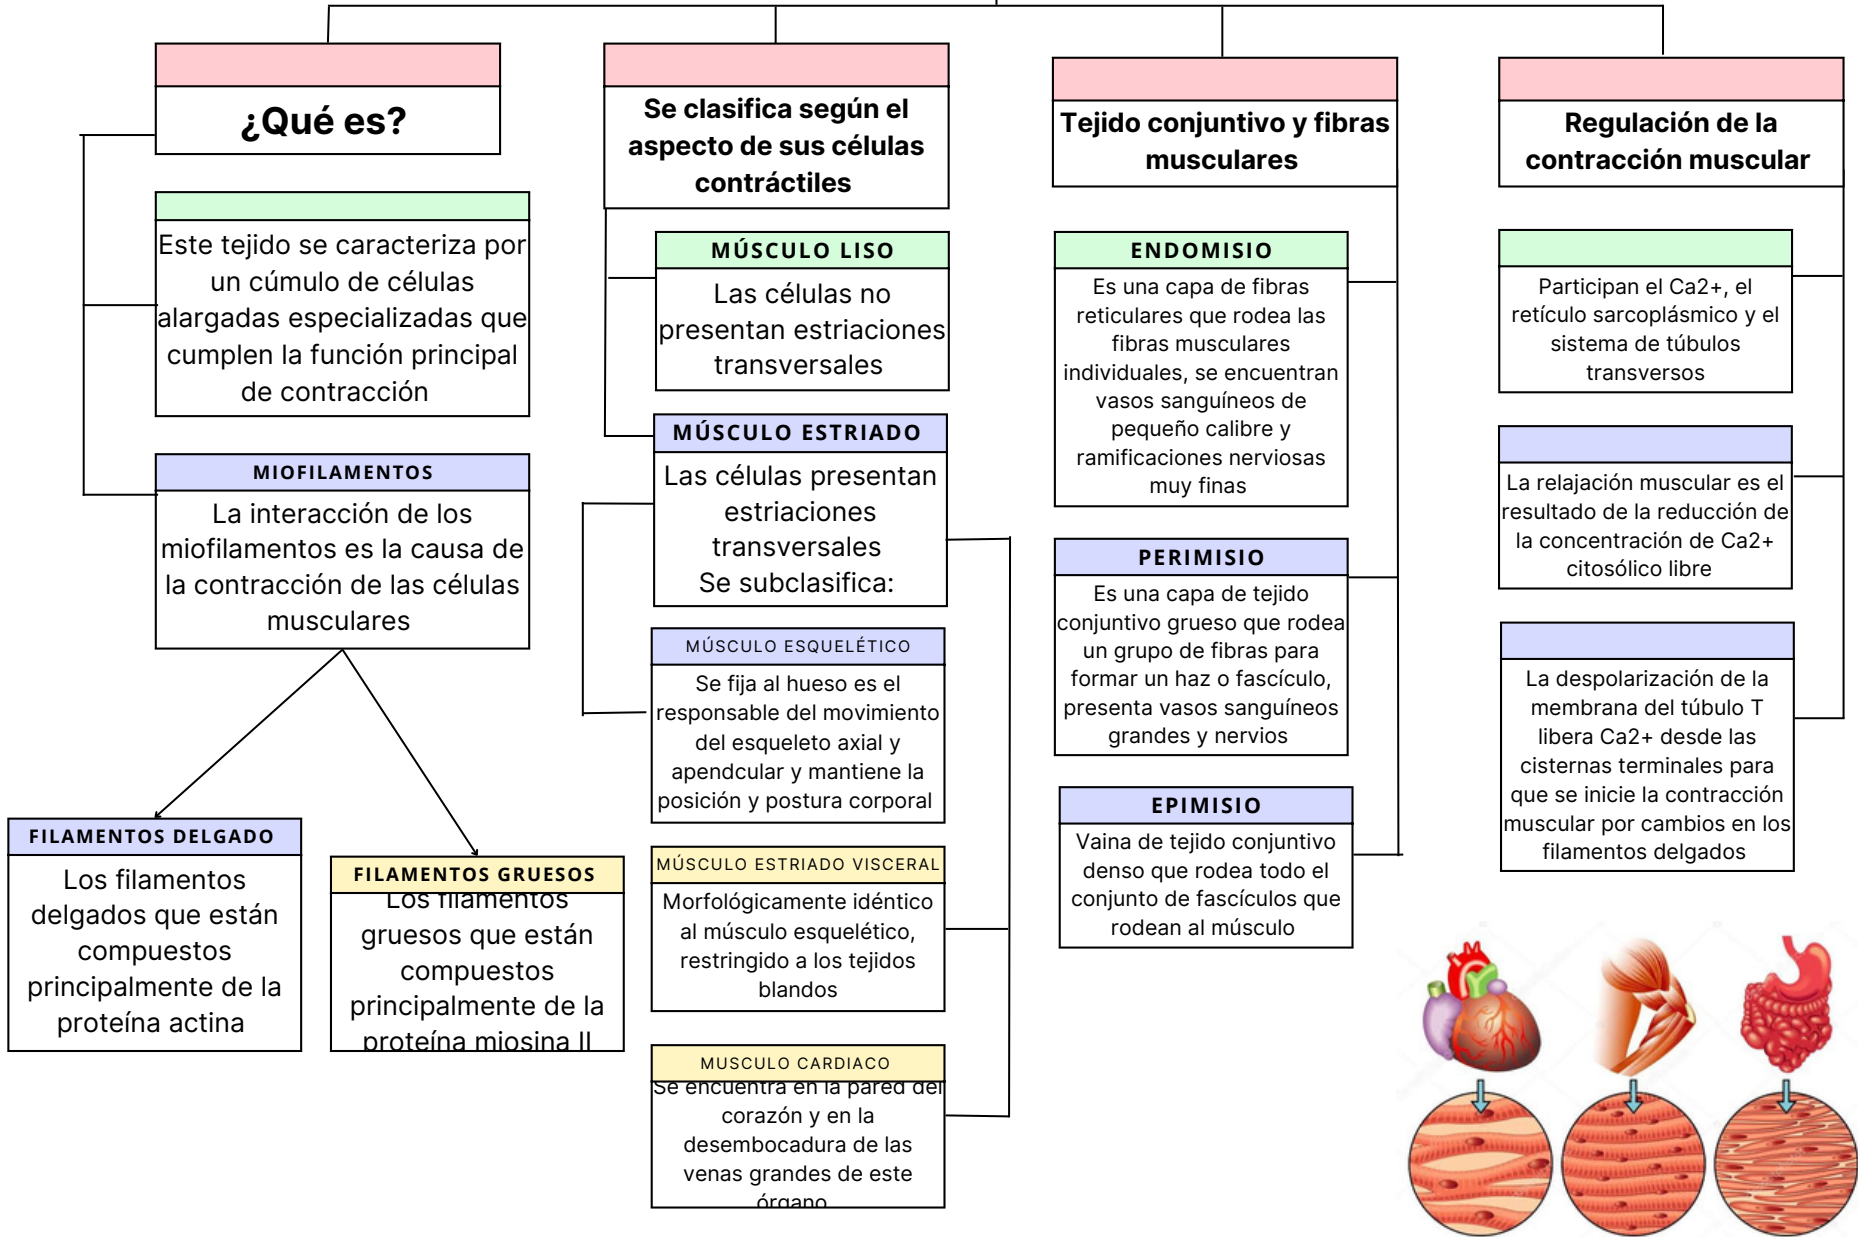 ¿Qué es?
Este tejido se caracteriza por
un cúmulo de células
alargadas especializadas que
cumplen la función principal
de contracción
MIOFILAMENTOS
La interacción de los
miofilamentos es la causa de
la contracción de las células
musculares
FILAMENTOS DELGADO
Los filamentos
delgados que están
compuestos
principalmente de la
proteína actina
FILAMENTOS GRUESOS
Los filamentos
gruesos que están
compuestos
principalmente de la
proteína miosina II
Se clasifica según el
aspecto de sus células
contráctiles
MÚSCULO LISO
Las células no
presentan estriaciones
transversales
MÚSCULO ESTRIADO
Las células presentan
estriaciones
transversales
Se subclasifica:
MÚSCULO ESQUELÉTICO
Se fija al hueso es el
responsable del movimiento
del esqueleto axial y
apendcular y mantiene la
posición y postura corporal
MÚSCULO ESTRIADO VISCERAL
Morfológicamente idéntico
al músculo esquelético,
restringido a los tejidos
blandos
MUSCULO CARDIACO
Se encuentra en la pared del
corazón y en la
desembocadura de las
venas grandes de este
órgano
Tejido conjuntivo y fibras
musculares
ENDOMISIO
Es una capa de fibras
reticulares que rodea las
fibras musculares
individuales, se encuentran
vasos sanguíneos de
pequeño calibre y
ramificaciones nerviosas
muy finas
PERIMISIO
Es una capa de tejido
conjuntivo grueso que rodea
un grupo de fibras para
formar un haz o fascículo,
presenta vasos sanguíneos
grandes y nervios
EPIMISIO
Vaina de tejido conjuntivo
denso que rodea todo el
conjunto de fascículos que
rodean al músculo
Regulación de la
contracción muscular
Participan el Ca2+, el
retículo sarcoplásmico y el
sistema de túbulos
transversos
La relajación muscular es el
resultado de la reducción de
la concentración de Ca2+
citosólico libre
La despolarización de la
membrana del túbulo T
libera Ca2+ desde las
cisternas terminales para
que se inicie la contracción
muscular por cambios en los
filamentos delgados